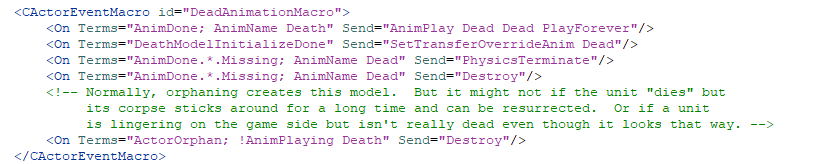 <CActorEventMacro id="DeadAnimationMacro">
<On Terms="AnimDone; AnimName Death" Send="AnimPlay Dead Dead PlayForever"/>
<On Terms="DeathModelInitializeDone" Send="SetTransferOverrideAnim Dead"/>
<On Terms="AnimDone.*.Missing; AnimName Dead" Send="PhysicsTerminate"/>
<On Terms="AnimDone.*.Missing; AnimName Dead" Send="Destroy"/>
<!-- Normally, orphaning creates this model.  But it might not if the unit "dies" but
its corpse sticks around for a long time and can be resurrected.  Or if a unit
is lingering on the game side but isn't really dead even though it looks that way. -->
<On Terms="ActorOrphan; !AnimPlaying Death" Send="Destroy"/>
</CActorEventMacro>